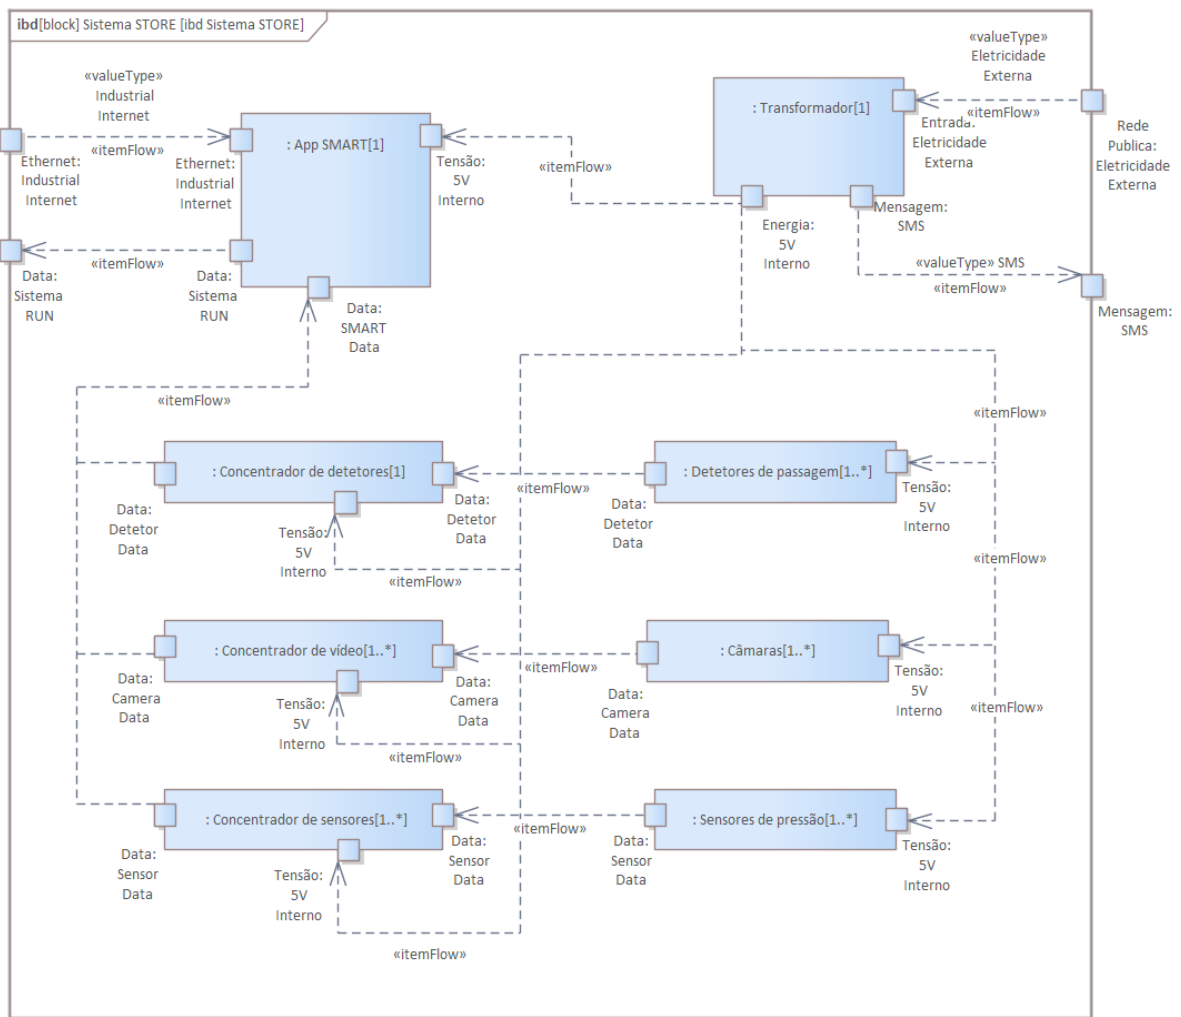 ibd[block] Sistema STORE [ibd Sistema STORE]
«valueType»
Industrial
Internet
«itemFlow»
Ethernet:
Industrial
Internet
Ethernet:
Industrial
Internet
: App SMART[1]
Tensão:
5V
Interno
«itemFlow»
: Transformador[1]
«valueType»
Eletricidade
Externa
«itemFlow»
Entrada:
Eletricidade
Externa
Rede
Publica:
Eletricidade
Externa
Energia:
5V
Interno
Mensagem:
SMS
«valueType» SMS
«itemFlow»
Mensagem:
SMS
«itemFlow»
Data:
Sistema
RUN
Data:
Sistema
RUN
Data:
SMART
Data
«itemFlow»
«itemFlow»
: Concentrador de detetores[1]
«itemFlow»
: Detetores de passagem[1..*]
Data:
Detetor
Data
Tensão:
5V
Interno
Data:
Detetor
Data
Data:
Detetor
Data
Tensão:
5V
Interno
«itemFlow»
«itemFlow»
: Concentrador de vídeo[1..*]
«itemFlow»
: Câmaras[1..*]
Data:
Camera
Data
Tensão:
5V
Interno
Data:
Camera
Data
Data:
Camera
Data
Tensão:
5V
Interno
«itemFlow»
«itemFlow»
: Concentrador de sensores[1..*]
«itemFlow»
: Sensores de pressão[1..*]
Data:
Sensor
Data
Tensão:
5V
Interno
Data:
Sensor
Data
Data:
Sensor
Data
Tensão:
5V
Interno
«itemFlow»